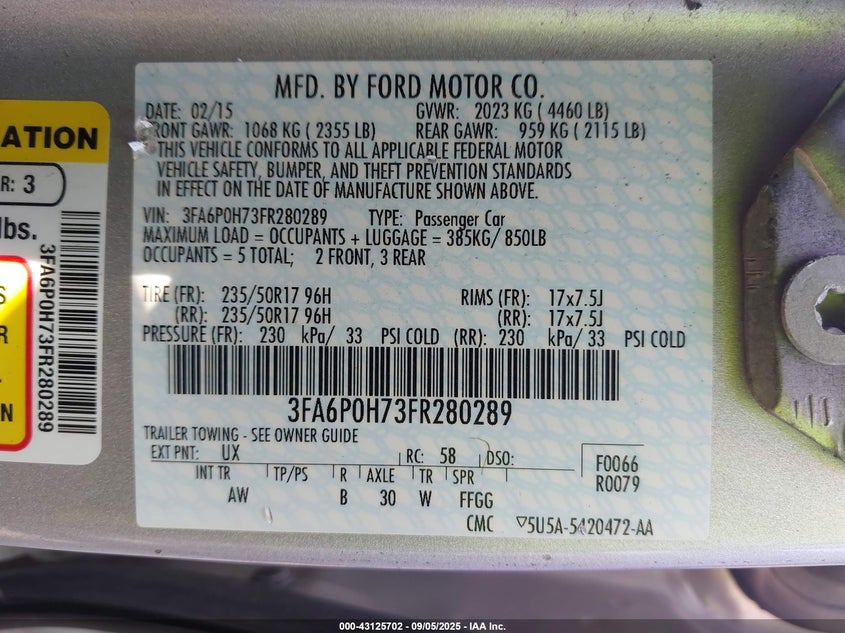 MFD. BY FORD MOTOR CO.
DATE: 02/15 GVWR: 2023 KG ( 4460 LB)
FRONT GAWR: 1068 KG ( 2355 LB) REAR GAWR: 959 KG ( 2115 LB)
THIS VEHICLE CONFORMS TO ALL APPLICABLE FEDERAL MOTOR
VEHICLE SAFETY, BUMPER, AND THEFT PREVENTION STANDARDS
IN EFFECT ON THE DATE OF MANUFACTURE SHOWN ABOVE.
VIN: 3FA6P0H73FR280289 TYPE: Passenger Car
MAXIMUM LOAD = OCCUPANTS + LUGGAGE = 385KG/ 850LB
OCCUPANTS = 5 TOTAL; 2 FRONT, 3 REAR
TIRE (FR): 235/50R17 96H RIMS (FR): 17x7.5J
(RR): 235/50R17 96H (RR): 17x7.5J
PRESSURE (FR): 230 kPa/ 33 PSI COLD (RR): 230 kPa/ 33 PSI COLD
3FA6P0H73FR280289
TRAILER TOWING - SEE OWNER GUIDE
EXT PNT: UX RC: 58 DSO: F0066
R0079
INT TR TP/PS R AXLE TR SPR
AW B 30 W FFGG
CMC 5U5A-5420472-AA
ATION
R: 3
lbs.
3FA6P0H73FR280289
S
R
.
N
000-43125702 - 09/05/2025 - IAA Inc.